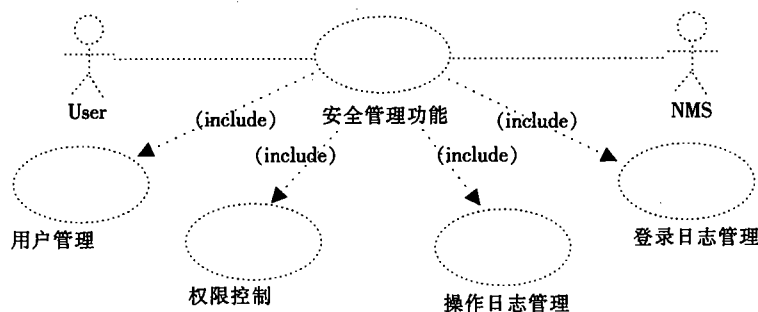 User
安全管理功能
NMS
(include)
(include)
(include)
(include)
用户管理
权限控制
操作日志管理
登录日志管理